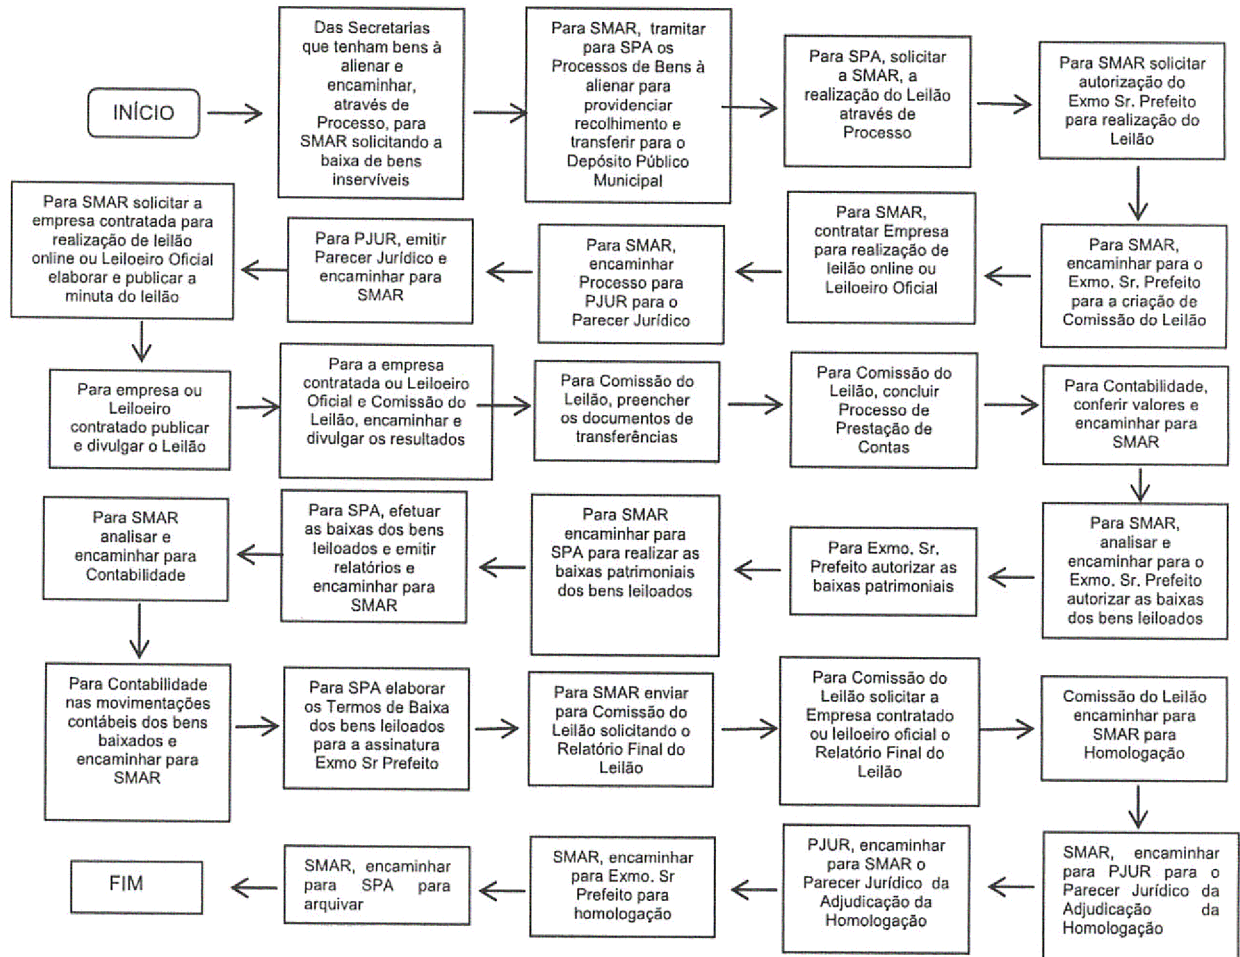 INÍCIO
Das Secretarias
que tenham bens à
alienar e
encaminhar,
através de
Processo, para
SMAR solicitando a
baixa de bens
inservíveis
Para SMAR, tramitar
para SPA os
Processos de Bens à
alienar para
providenciar
recolhimento e
transferir para o
Depósito Público
Municipal
Para SPA, solicitar
a SMAR, a
realização do Leilão
através de
Processo
Para SMAR solicitar
autorização do
Exmo Sr. Prefeito
para realização do
Leilão
Para SMAR,
encaminhar para o
Exmo. Sr. Prefeito
para a criação de
Comissão do Leilão
Para SMAR,
contratar Empresa
para realização de
leilão online ou
Leiloeiro Oficial
Para SMAR,
encaminhar
Processo para
PJUR para o
Parecer Jurídico
Para PJUR, emitir
Parecer Jurídico e
encaminhar para
SMAR
Para SMAR solicitar a
empresa contratada para
realização de leilão
online ou Leiloeiro Oficial
elaborar e publicar a
minuta do leilão
Para empresa ou
Leiloeiro
contratado publicar
e divulgar o Leilão
Para a empresa
contratada ou Leiloeiro
Oficial e Comissão do
Leilão, encaminhar e
divulgar os resultados
Para Comissão do
Leilão, preencher
os documentos de
transferências
Para Comissão do
Leilão, concluir
Processo de
Prestação de
Contas
Para Contabilidade,
conferir valores e
encaminhar para
SMAR
Para SMAR,
analisar e
encaminhar para o
Exmo. Sr. Prefeito
autorizar as baixas
dos bens leiloados
Para Exmo. Sr.
Prefeito autorizar as
baixas patrimoniais
Para SMAR
encaminhar para
SPA para realizar as
baixas patrimoniais
dos bens leiloados
Para SPA, efetuar
as baixas dos bens
leiloados e emitir
relatórios e
encaminhar para
SMAR
Para SMAR
analisar e
encaminhar para
Contabilidade
Para Contabilidade
nas movimentações
contábeis dos bens
baixados e
encaminhar para
SMAR
Para SPA elaborar
os Termos de Baixa
dos bens leiloados
para a assinatura
Exmo Sr Prefeito
Para SMAR enviar
para Comissão do
Leilão solicitando o
Relatório Final do
Leilão
Para Comissão do
Leilão solicitar a
Empresa contratado
ou leiloeiro oficial o
Relatório Final do
Leilão
Comissão do Leilão
encaminhar para
SMAR para
Homologação
SMAR, encaminhar
para PJUR para o
Parecer Jurídico da
Adjudicação da
Homologação
PJUR, encaminhar
para SMAR o
Parecer Jurídico da
Adjudicação da
Homologação
SMAR, encaminhar
para Exmo. Sr
Prefeito para
homologação
SMAR, encaminhar
para SPA para
arquivar
FIM